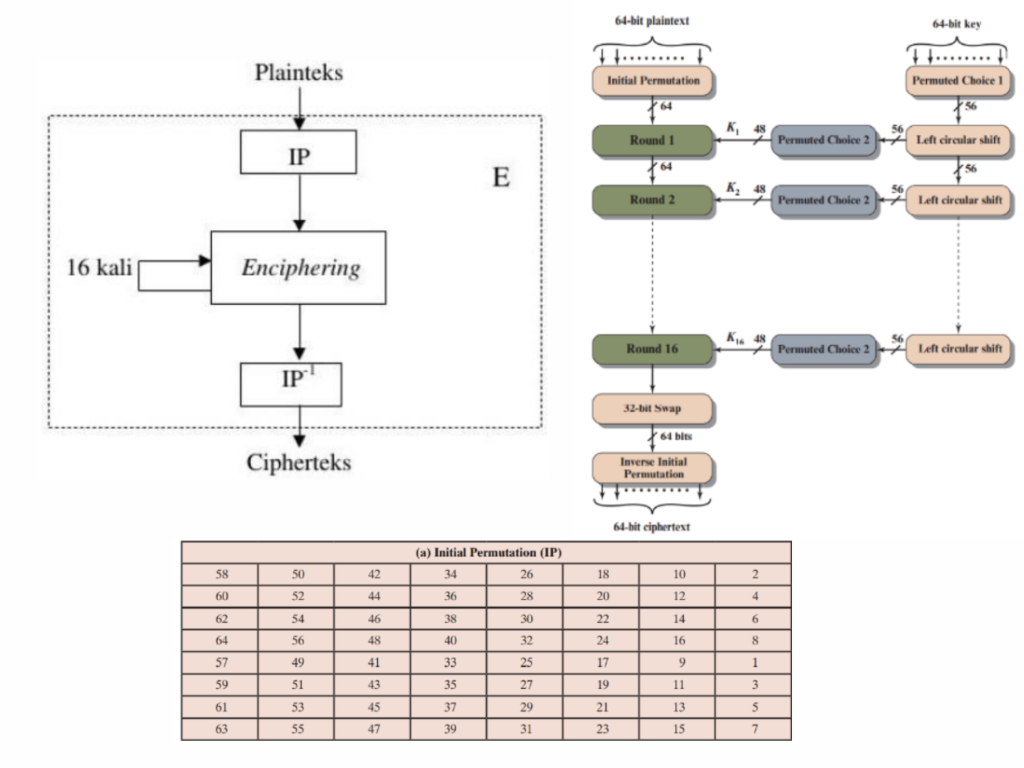 Plainteks
IP
E
16 kali
Enciphering
IP-1
Cipherteks
64-bit plaintext
64-bit key
Initial Permutation
Permuted Choice 1
64
56
Round 1
K1
48
Permuted Choice 2
56
Left circular shift
64
56
Round 2
K2
48
Permuted Choice 2
56
Left circular shift
Round 16
K16
48
Permuted Choice 2
56
Left circular shift
32-bit Swap
64 bits
Inverse Initial
Permutation
64-bit ciphertext
(a) Initial Permutation (IP)
58 50 42 34 26 18 10 2
60 52 44 36 28 20 12 4
62 54 46 38 30 22 14 6
64 56 48 40 32 24 16 8
57 49 41 33 25 17 9 1
59 51 43 35 27 19 11 3
61 53 45 37 29 21 13 5
63 55 47 39 31 23 15 7